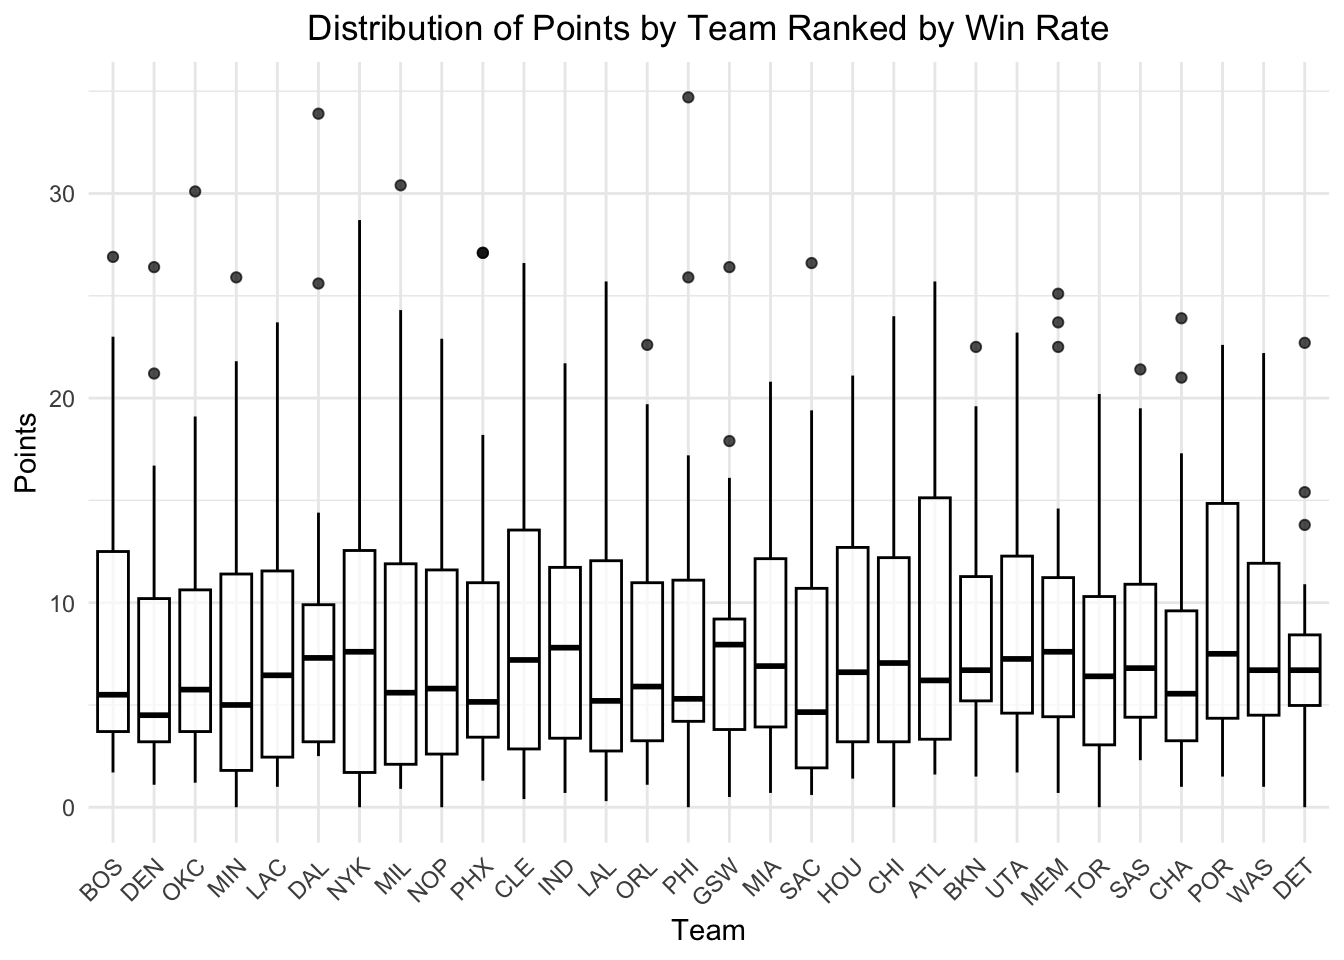 Distribution of Points by Team Ranked by Win Rate
Points
30
20
10
0
BOS DEN OKC MIN LAC DAL NYK MIL NOP PHX CLE IND LAL ORL PHI GSW MIA SAC HOU CHI ATL BKN UTA MEM TOR SAS CHA POR WAS DET
Team